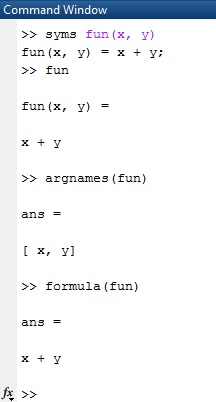 Command Window
>> syms fun(x, y)
fun(x, y) = x + y;
>> fun
fun(x, y) =
x + y
>> argnames(fun)
ans =
[ x, y]
>> formula(fun)
ans =
x + y
fx >>